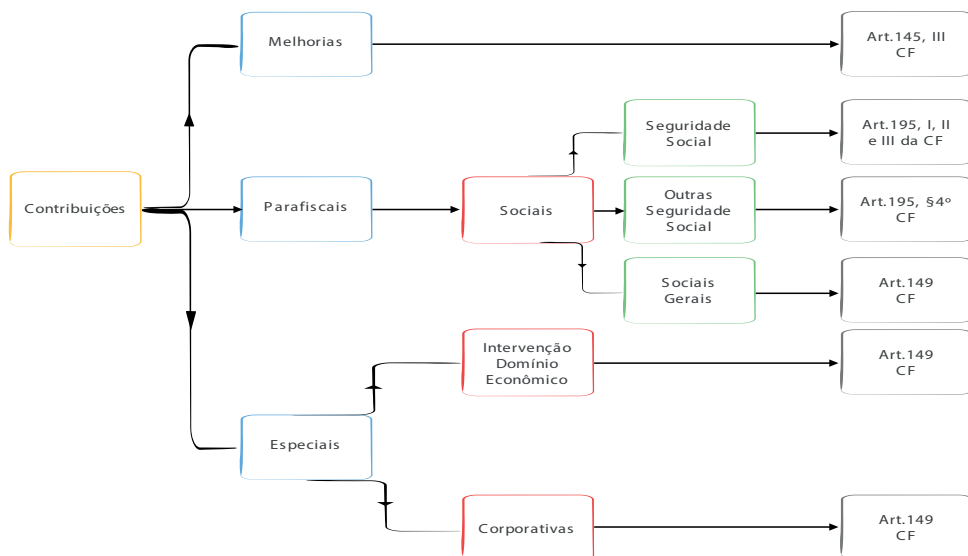 Melhorias
Art.145, III
CF
Seguridade
Social
Art.195, I, II
e III da CF
Contribuições
Parafiscais
Sociais
Outras
Seguridade
Social
Art.195, §4º
CF
Sociais
Gerais
Art.149
CF
Intervenção
Domínio
Econômico
Art.149
CF
Especiais
Corporativas
Art.149
CF